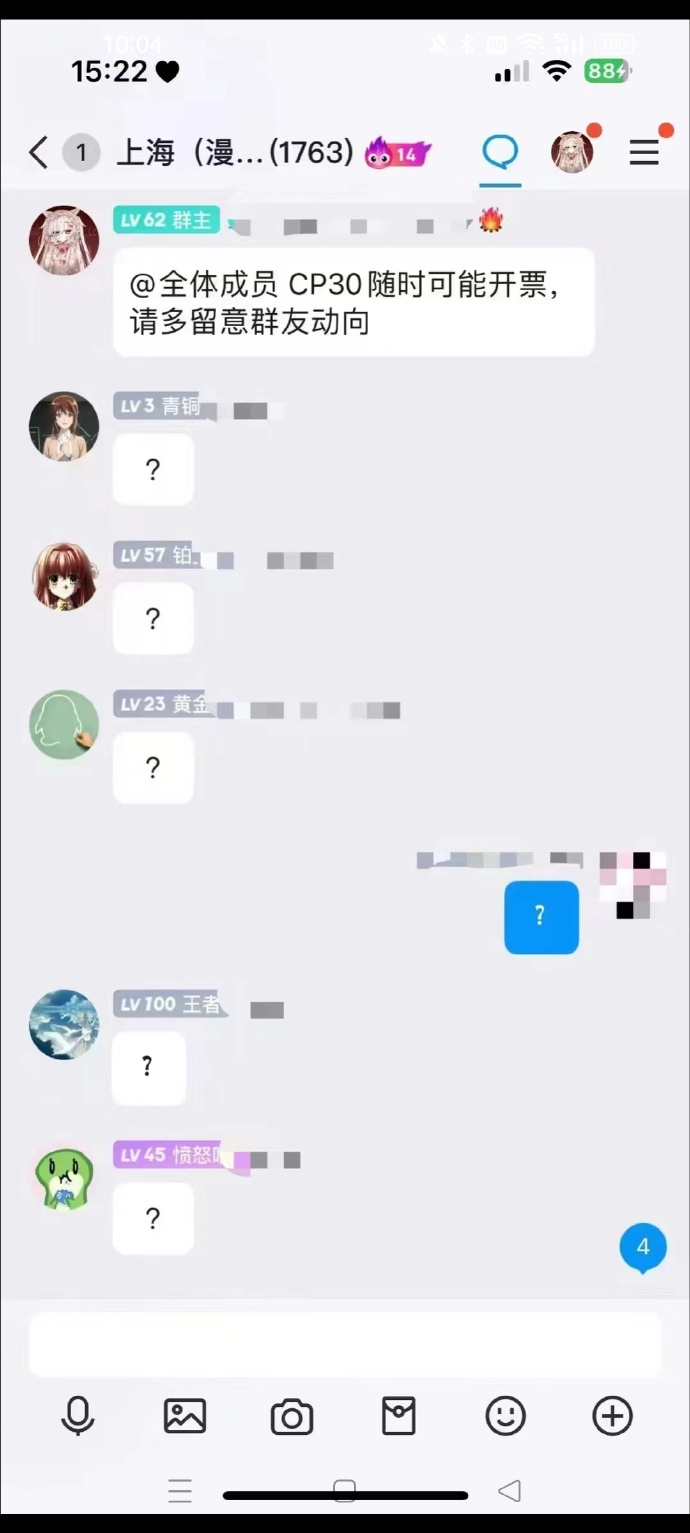 10:04
15:22
88
1 上海（漫…(1763) 14
LV 62 群主
@全体成员 CP30随时可能开票，
请多留意群友动向
LV 3 青铜
?
LV 57 铂
?
LV 23 黄金
?
?
LV 100 王者
?
LV 45 愤怒
?
4